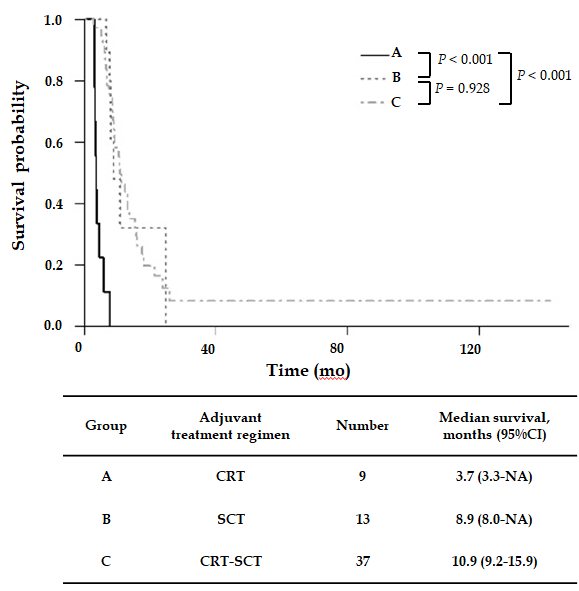 1.0
0.8
0.6
0.4
0.2
0.0
Survival probability
0
40
80
120
Time (mo)
A
B
C
P < 0.001
P = 0.928
P < 0.001
Group
Adjuvant
treatment regimen
Number
Median survival,
months (95%CI)
A CRT 9 3.7 (3.3-NA)
B SCT 13 8.9 (8.0-NA)
C CRT-SCT 37 10.9 (9.2-15.9)